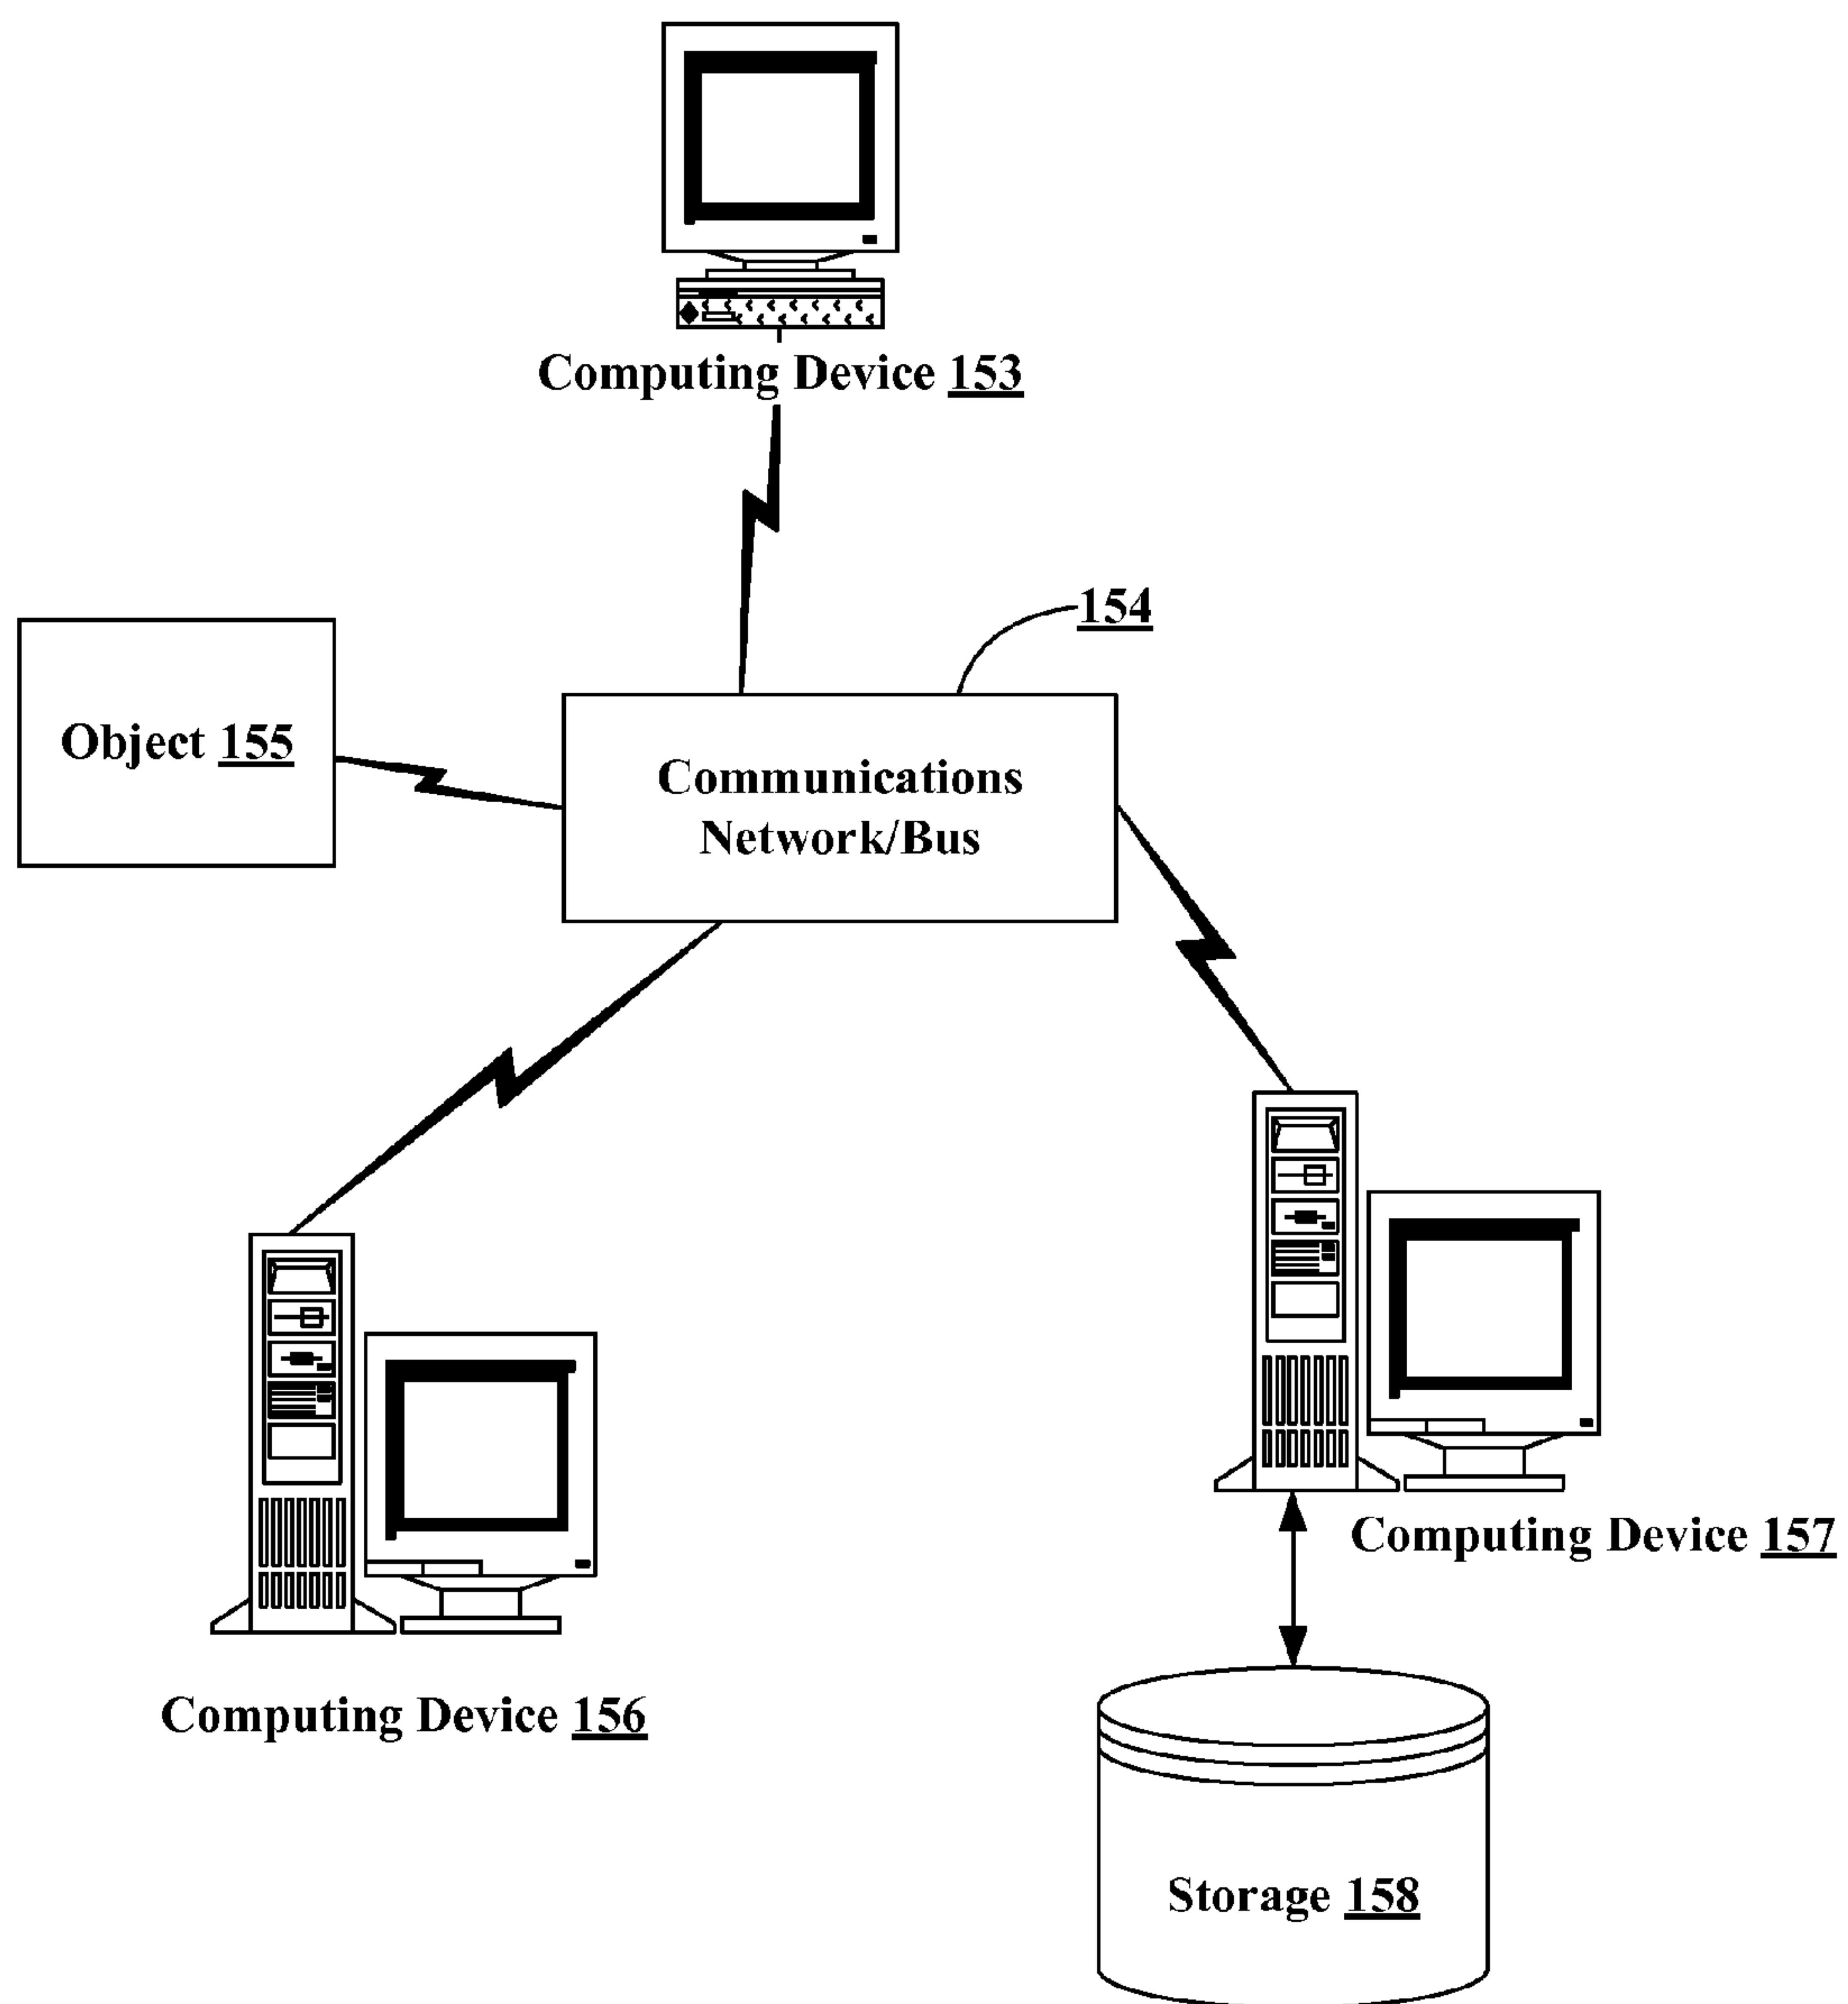 Computing Device 153
154
Object 155
Communications
Network/Bus
Computing Device 157
Computing Device 156
Storage 158